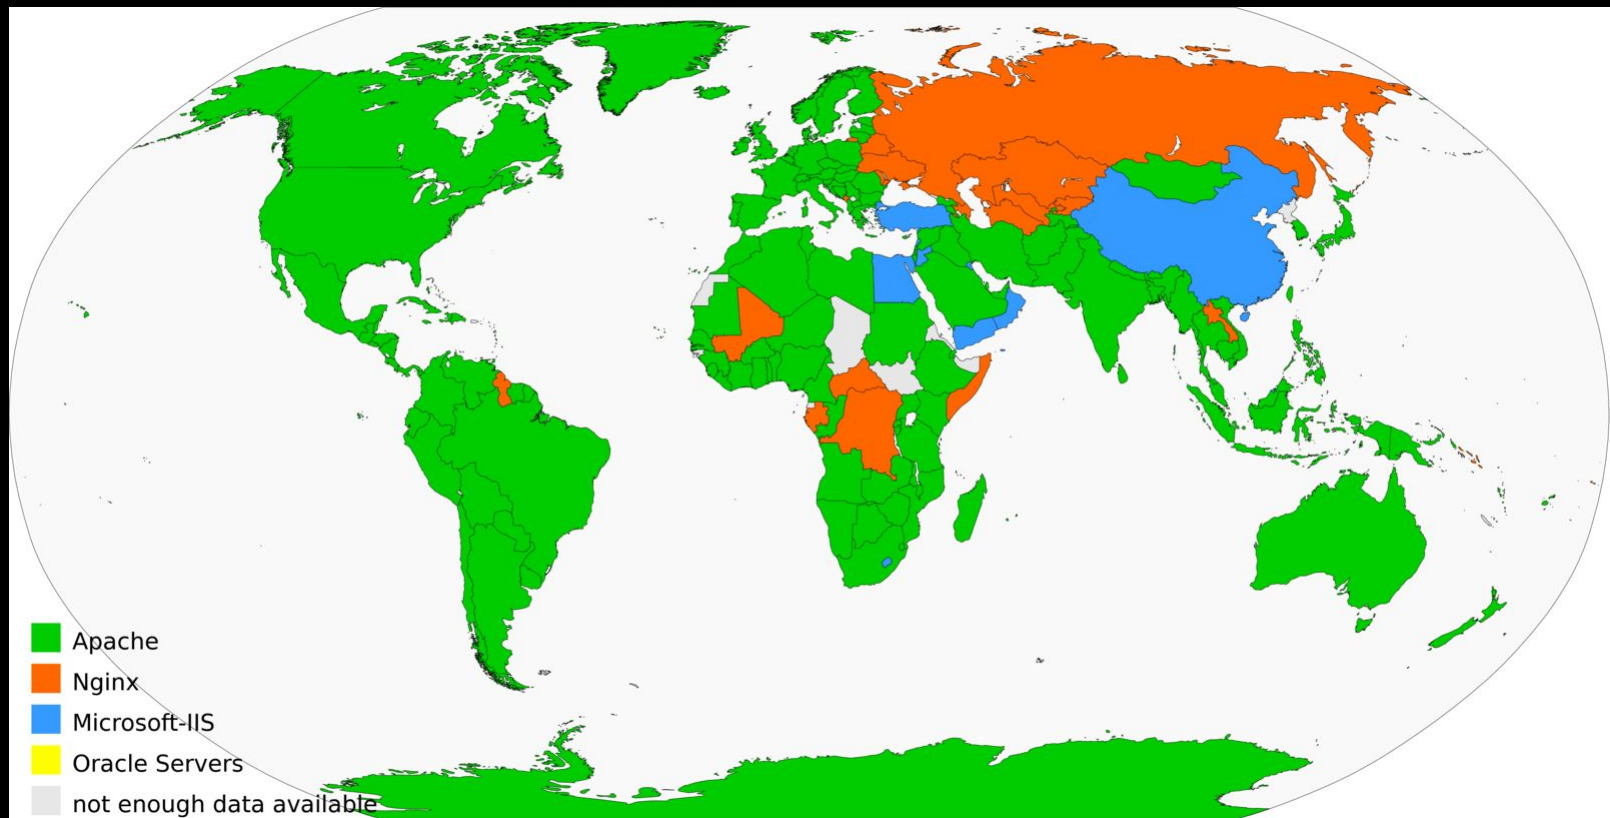 Apache
Nginx
Microsoft-IIS
Oracle Servers
not enough data available